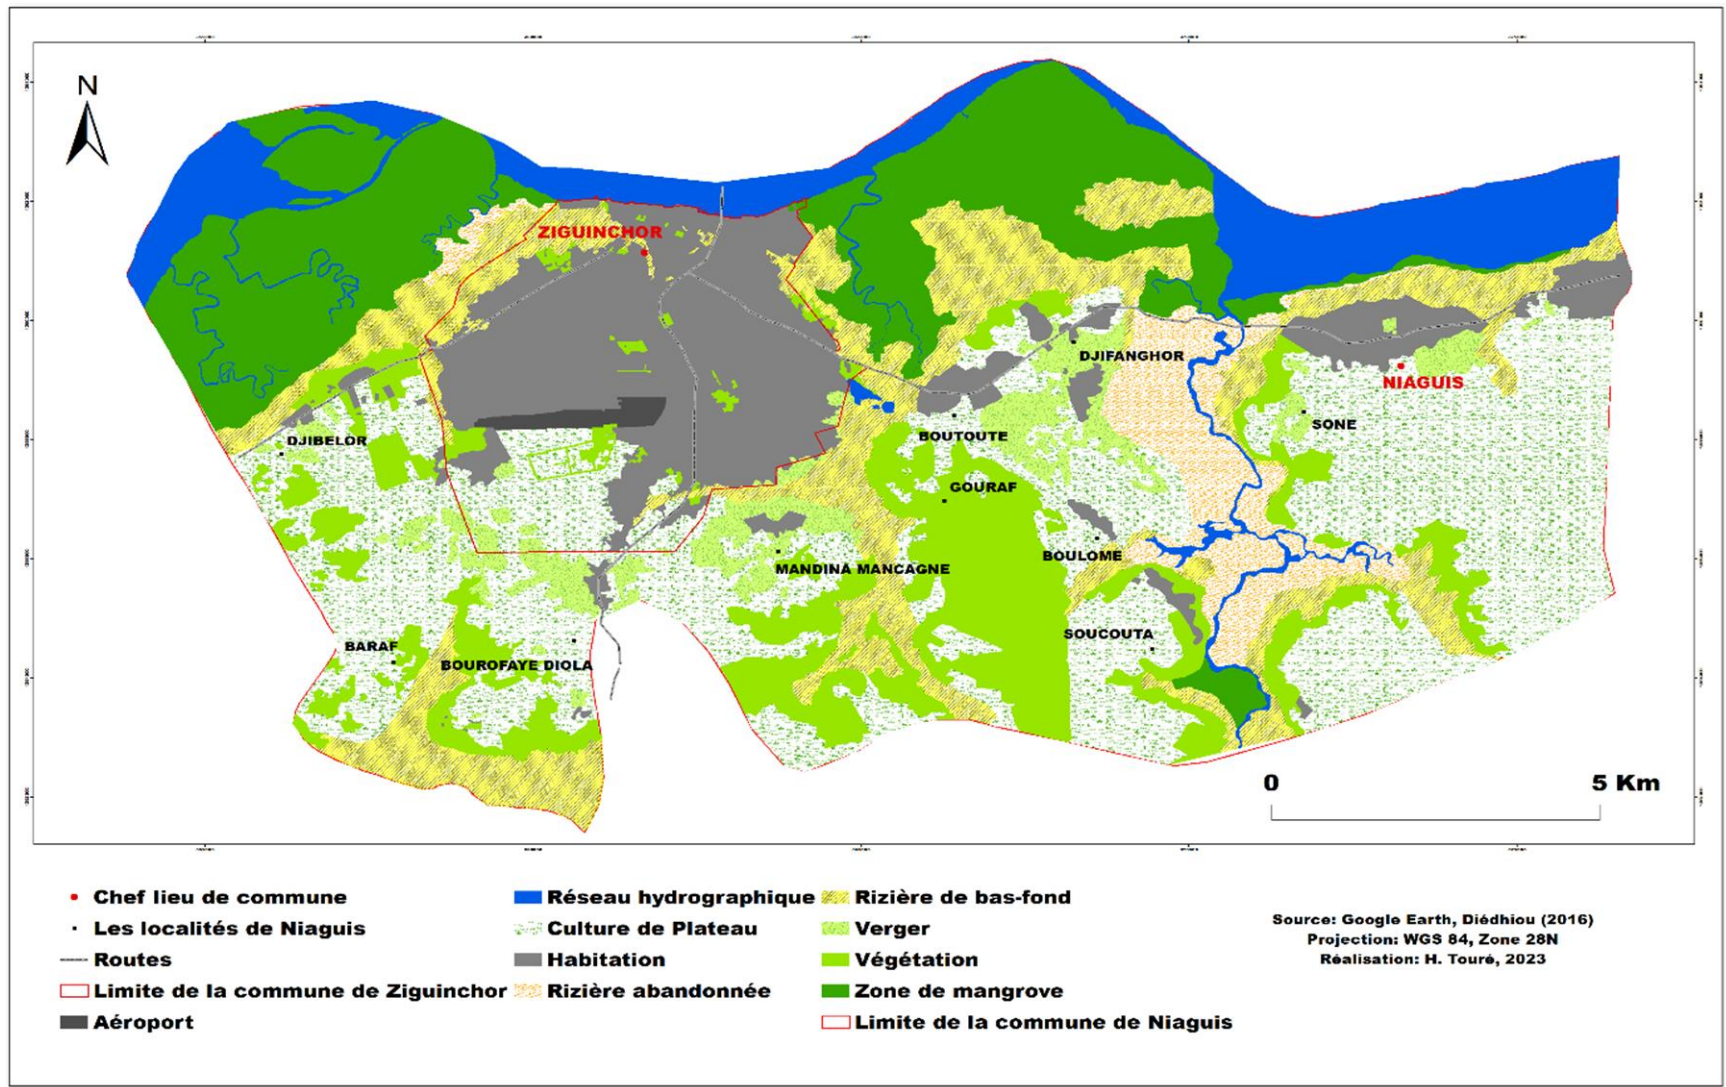 N
ZIGUINCHOR
DJIFANGHOR
NIAGUIS
DJIBELOR
BOUTOUTE
SONE
GOURAF
BOULOME
MANDINA MANCAGNE
SOUCOUTA
BARAF
BOUROFAYE DIOLA
0 5 Km
Chef lieu de commune
Les localités de Niaguis
Routes
Limite de la commune de Ziguinchor
Aéroport
Réseau hydrographique
Culture de Plateau
Habitation
Rizière abandonnée
Rizière de bas-fond
Verger
Végétation
Zone de mangrove
Limite de la commune de Niaguis
Source: Google Earth, Diédhiou (2016)
Projection: WGS 84, Zone 28N
Réalisation: H. Touré, 2023